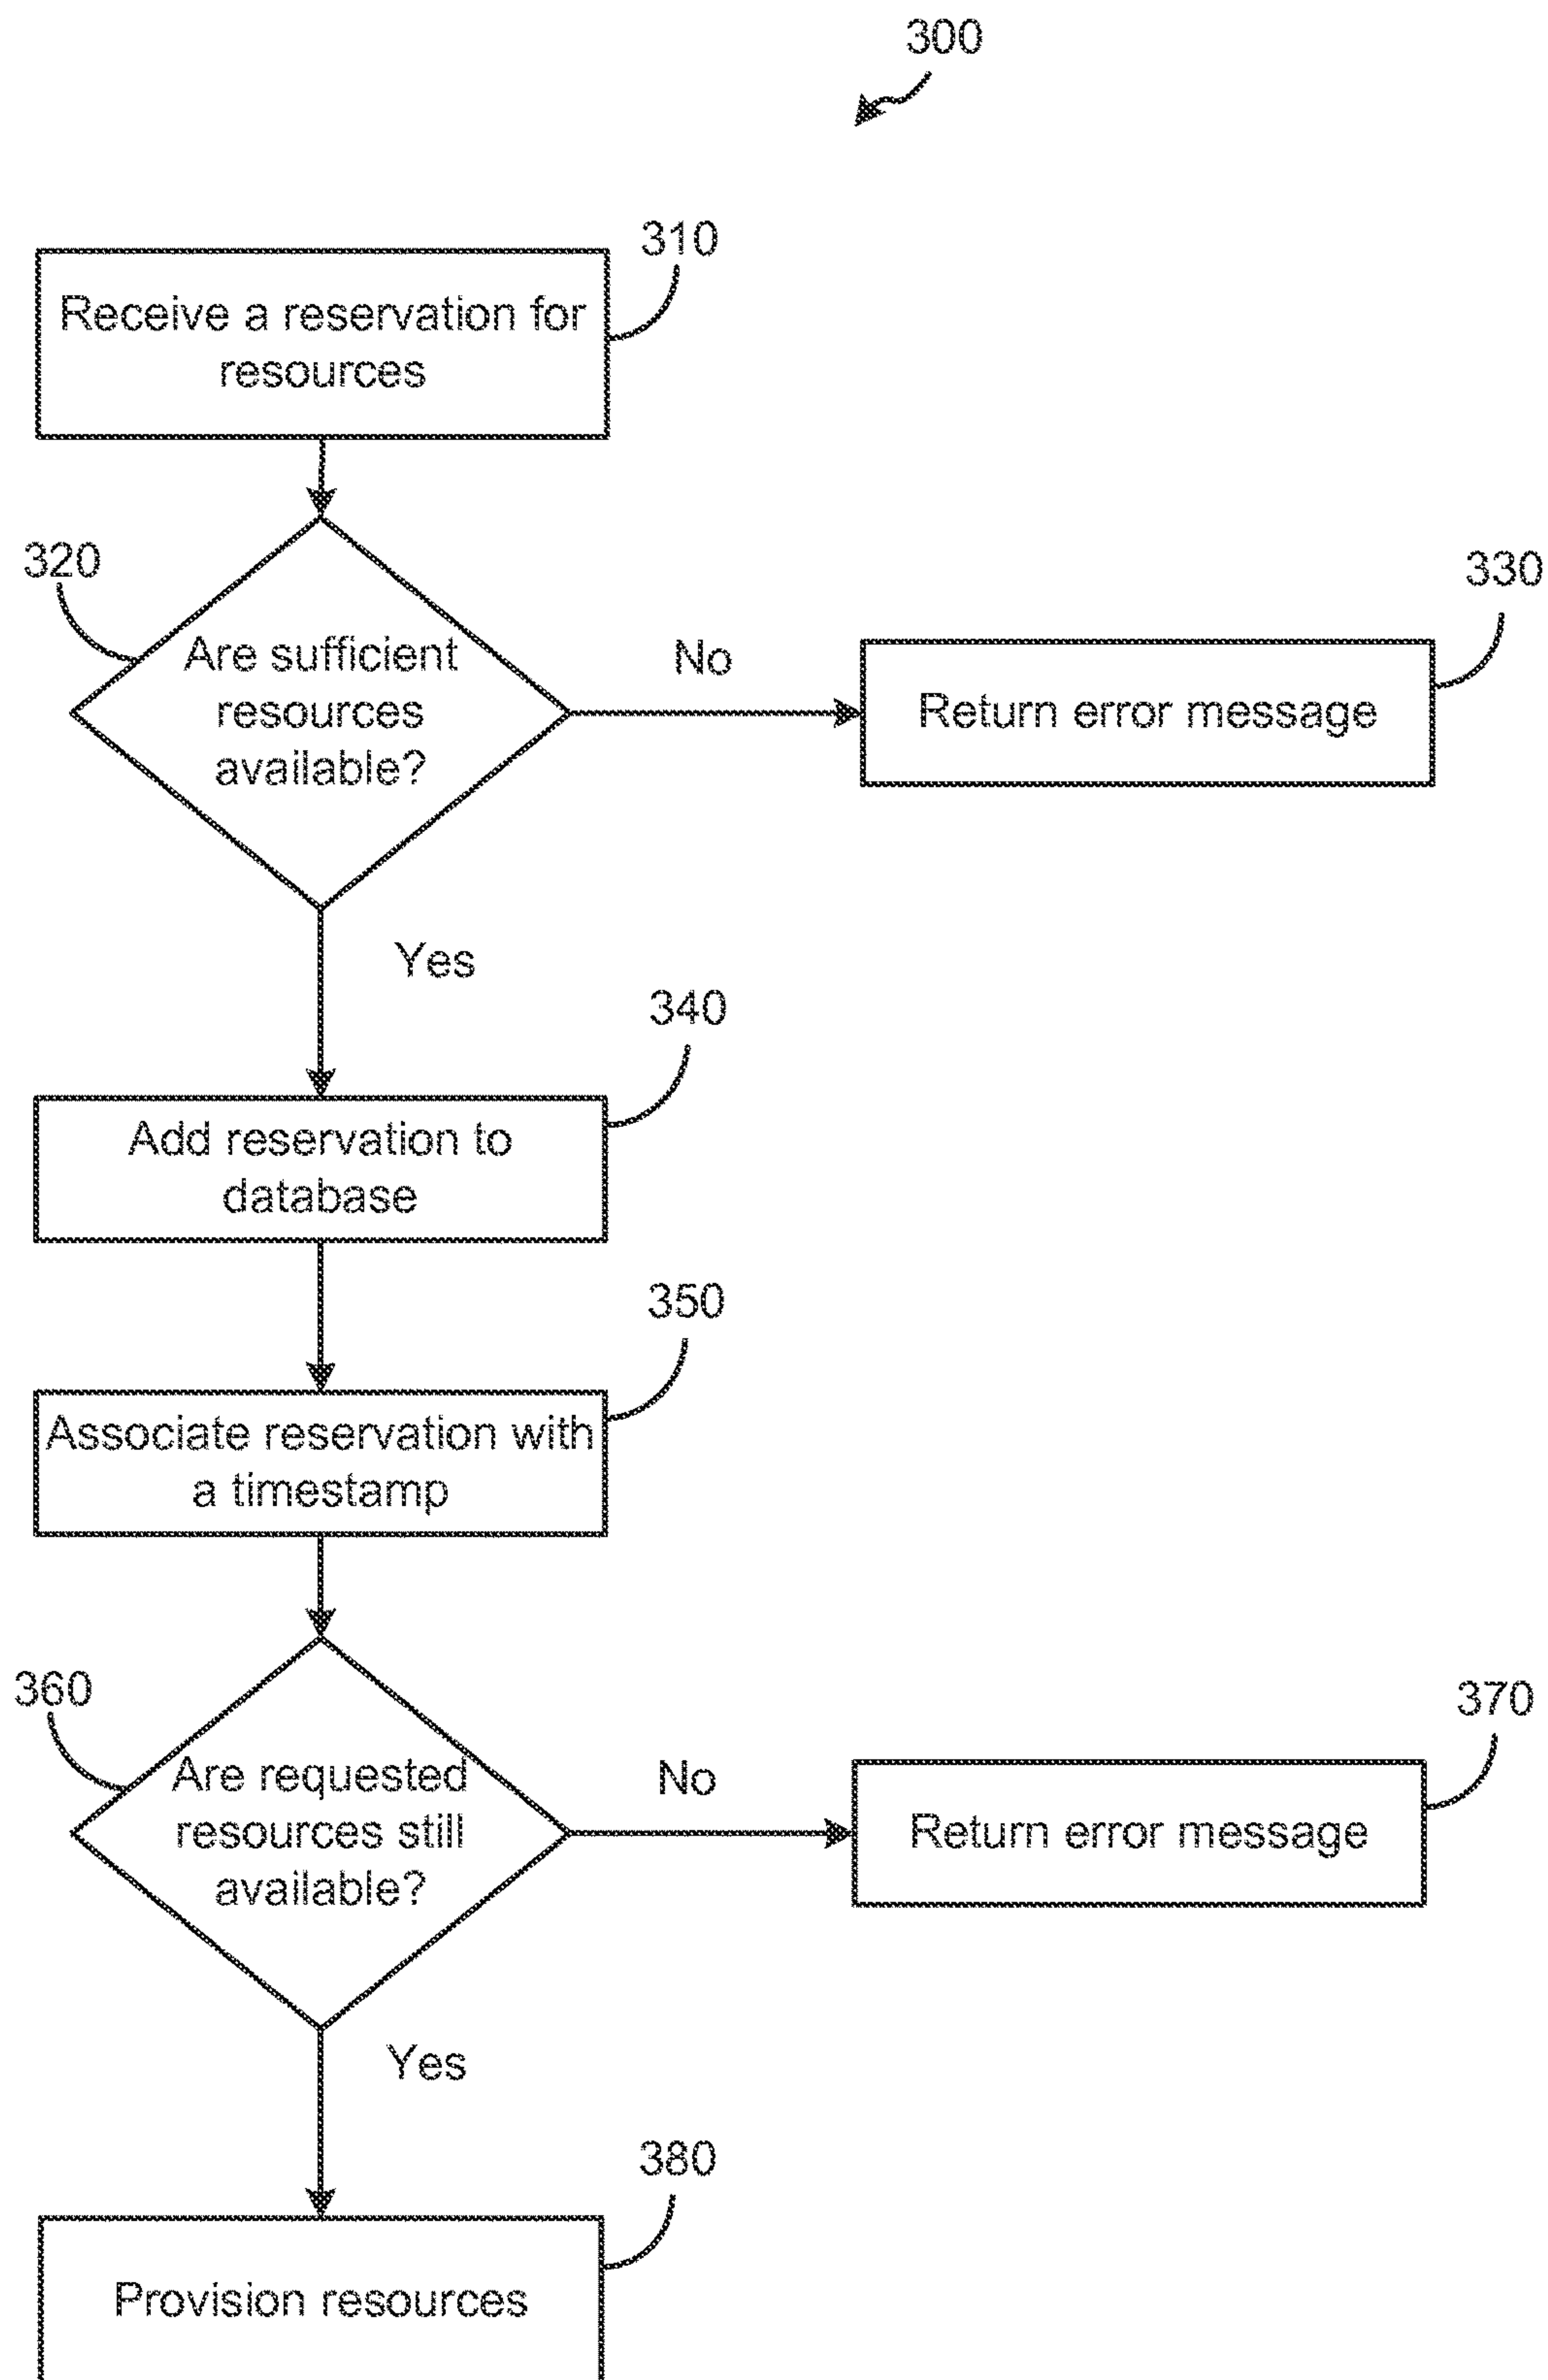 300
310
Receive a reservation for
resources
320
330
Are sufficient
resources
available?
No
Return error message
Yes
340
Add reservation to
database
350
Associate reservation with
a timestamp
360
370
Are requested
resources still
available?
No
Return error message
Yes
380
Provision resources